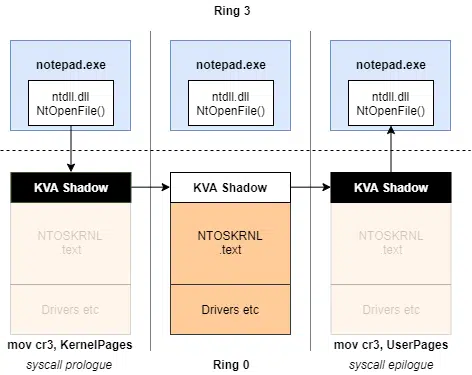 Ring 3
notepad.exe
ntdll.dll
NtOpenFile()
notepad.exe
ntdll.dll
NtOpenFile()
notepad.exe
ntdll.dll
NtOpenFile()
KVA Shadow
KVA Shadow
KVA Shadow
NTOSKRNL
text
NTOSKRNL
.text
NTOSKRNL
text
Drivers etc
Drivers etc
Drivers etc
mov cr3, KernelPages
mov cr3, UserPages
syscall prologue
Ring 0
syscall epilogue